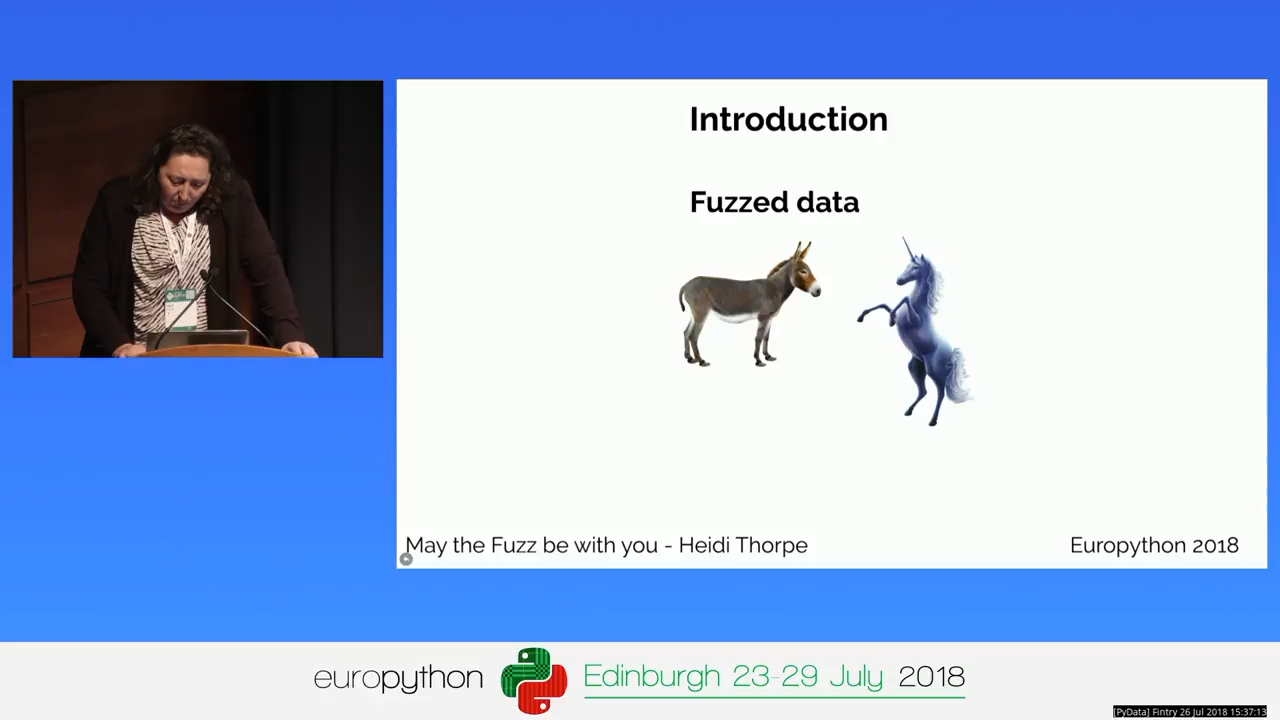 Introduction
Fuzzed data
May the Fuzz be with you - Heidi Thorpe
Europython 2018
europython
Edinburgh 23-29 July 2018
[PyData] Fintry 26 Jul 2018 15:37:13